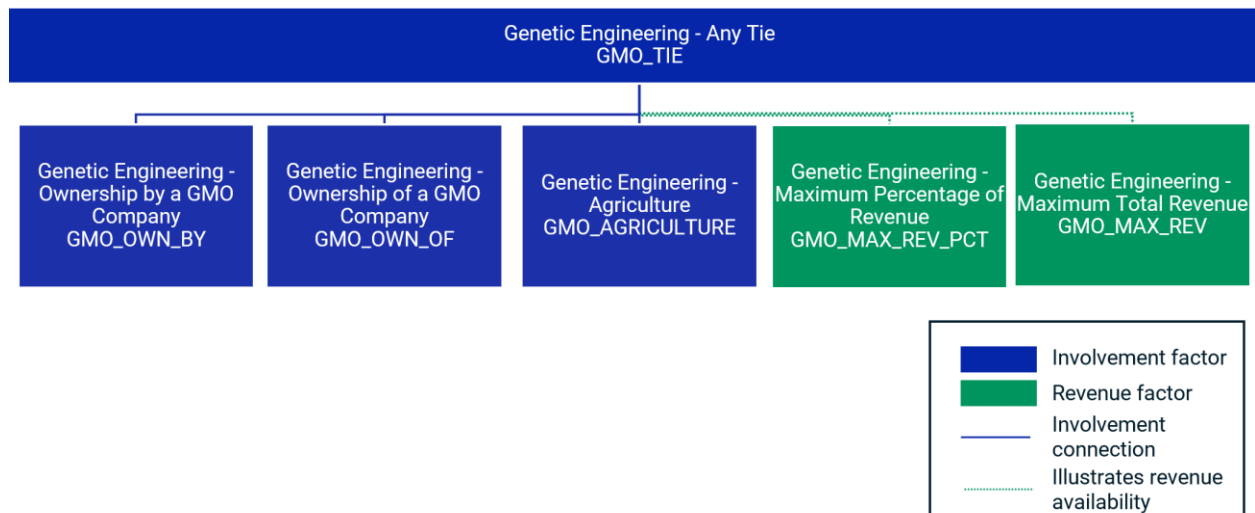 Genetic Engineering - Any Tie
GMO_TIE
Genetic Engineering -
Ownership by a GMO
Company
GMO_OWN_BY
Genetic Engineering -
Ownership of a GMO
Company
GMO_OWN_OF
Genetic Engineering -
Agriculture
GMO_AGRICULTURE
Genetic Engineering -
Maximum Percentage of
Revenue
GMO_MAX_REV_PCT
Genetic Engineering -
Maximum Total Revenue
GMO_MAX_REV
Involvement factor
Revenue factor
Involvement
connection
Illustrates revenue
availability